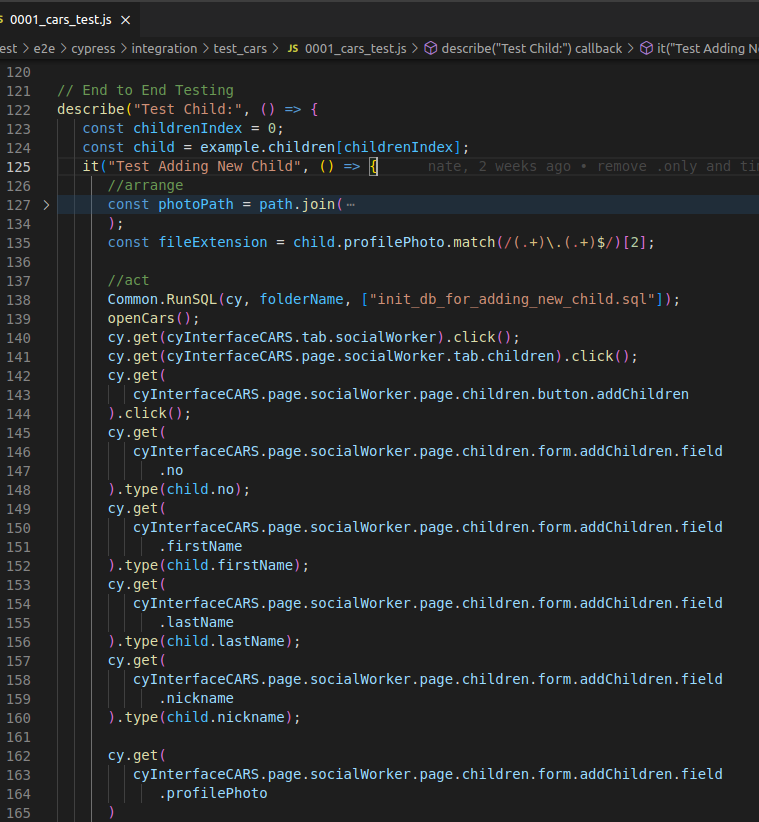 0001_cars_test.js ×
est > e2e > cypress > integration > test_cars > JS 0001_cars_test.js > describe("Test Child:") callback > it("Test Adding N
120
121 // End to End Testing
122 describe("Test Child:", () => {
123 const childrenIndex = 0;
124 const child = example.children[childrenIndex];
125 it("Test Adding New Child", () => { nate, 2 weeks ago • remove .only and tim
126 //arrange
127 > const photoPath = path.join( ⋯
134 );
135 const fileExtension = child.profilePhoto.match(/(.+)\.(.+)$/)[2];
136
137 //act
138 Common.RunSQL(cy, folderName, ["init_db_for_adding_new_child.sql"]);
139 openCars();
140 cy.get(cyInterfaceCARS.tab.socialWorker).click();
141 cy.get(cyInterfaceCARS.page.socialWorker.tab.children).click();
142 cy.get(
143 cyInterfaceCARS.page.socialWorker.page.children.button.addChildren
144 ).click();
145 cy.get(
146 cyInterfaceCARS.page.socialWorker.page.children.form.addChildren.field
147 .no
148 ).type(child.no);
149 cy.get(
150 cyInterfaceCARS.page.socialWorker.page.children.form.addChildren.field
151 .firstName
152 ).type(child.firstName);
153 cy.get(
154 cyInterfaceCARS.page.socialWorker.page.children.form.addChildren.field
155 .lastName
156 ).type(child.lastName);
157 cy.get(
158 cyInterfaceCARS.page.socialWorker.page.children.form.addChildren.field
159 .nickname
160 ).type(child.nickname);
161
162 cy.get(
163 cyInterfaceCARS.page.socialWorker.page.children.form.addChildren.field
164 .profilePhoto
165 )